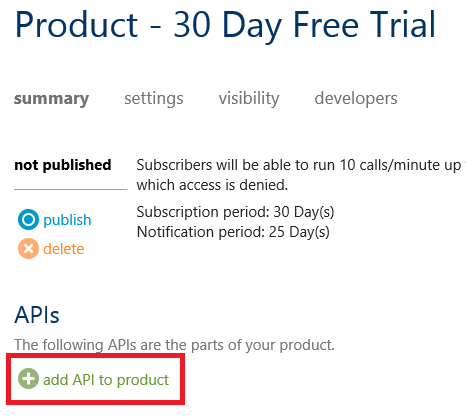 Product - 30 Day Free Trial
summary settings visibility developers
not published
Subscribers will be able to run 10 calls/minute up
which access is denied.
publish
Subscription period: 30 Day(s)
Notification period: 25 Day(s)
delete
APIs
The following APIs are the parts of your product.
add API to product